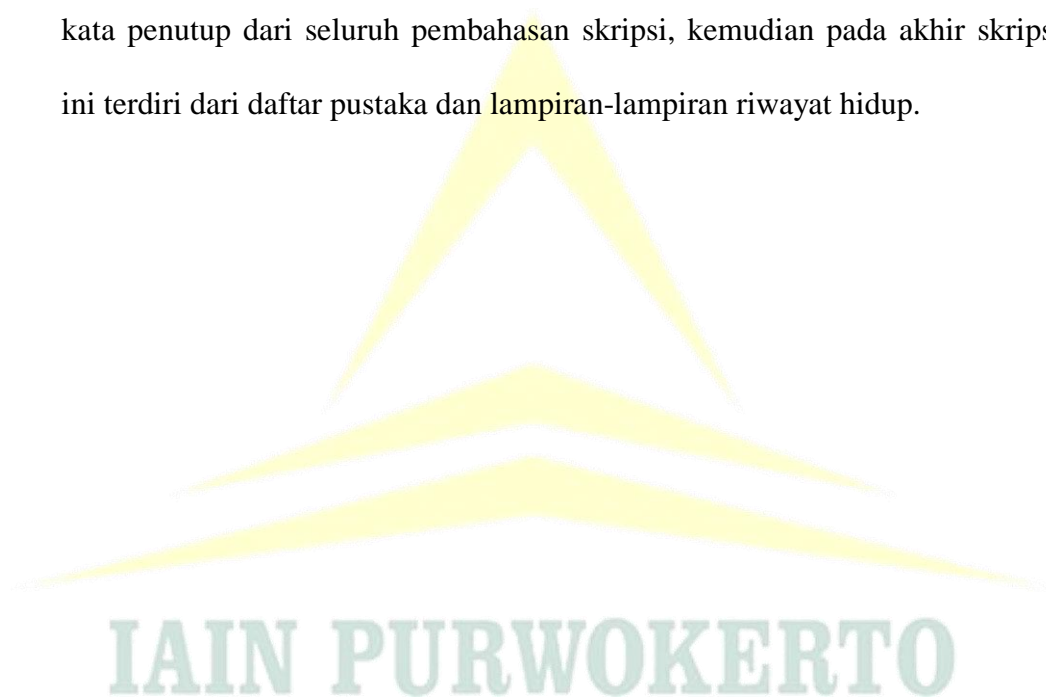 kata penutup dari seluruh pembahasan skripsi, kemudian pada akhir skrips
ini terdiri dari daftar pustaka dan lampiran-lampiran riwayat hidup.
IAIN PURWOKERTO